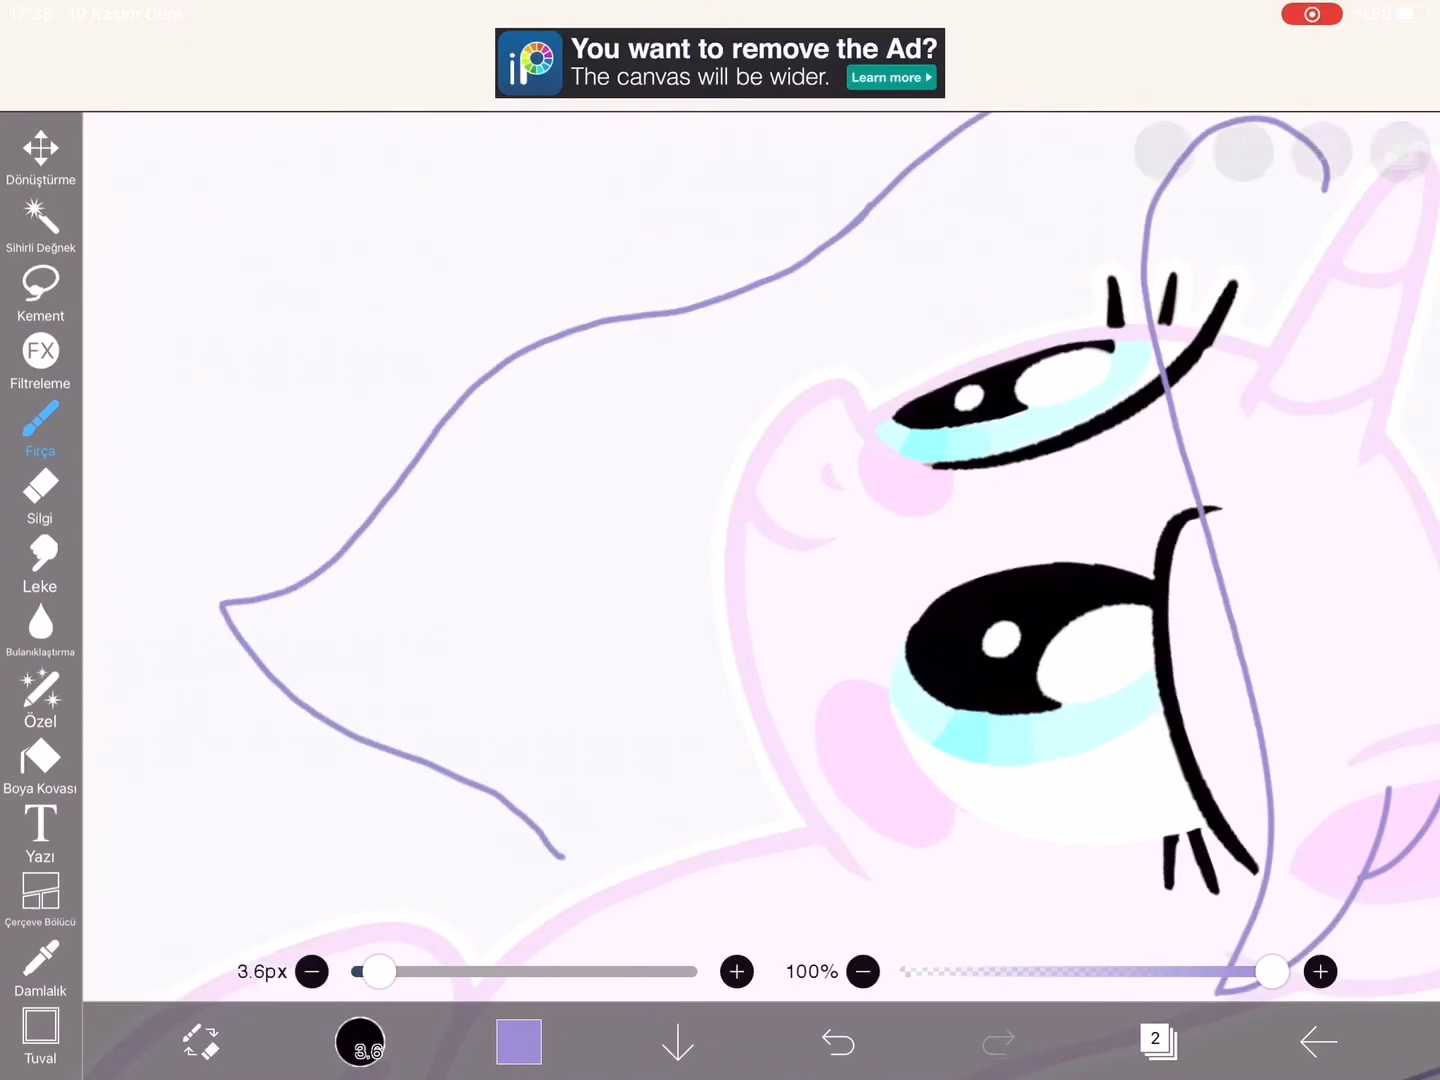 17:38 19 Kasım Cum
%50
You want to remove the Ad?
The canvas will be wider.
Learn more
Dönüştürme
Sihirli Değnek
Kement
FX
Filtreleme
Fırça
Silgi
Leke
Bulanıklaştırma
Özel
Boya Kovası
T
Yazı
Çerçeve Bölücü
Damlalık
Tuval
3.6px
100%
3.6
2